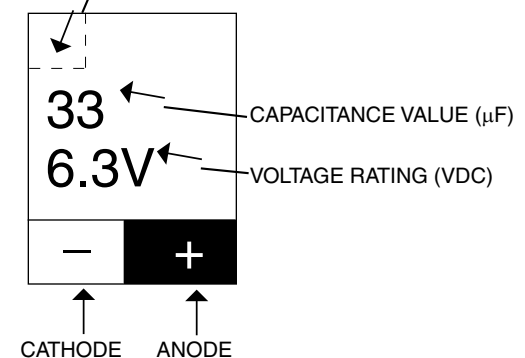 33
CAPACITANCE VALUE (μF)
6.3V
VOLTAGE RATING (VDC)
− +
CATHODE ANODE